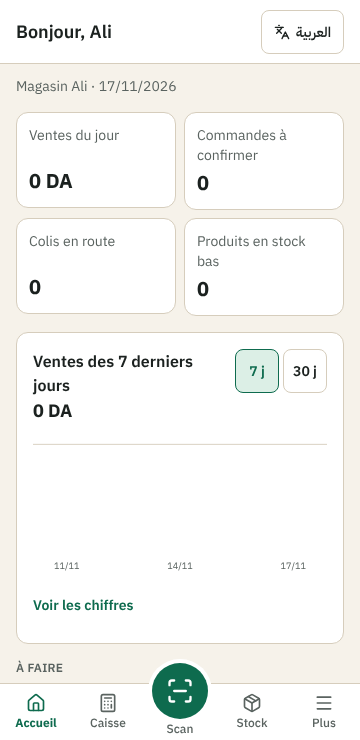 Bonjour, Ali
العربية
Magasin Ali · 17/11/2026
Ventes du jour
0 DA
Commandes à
confirmer
0
Colis en route
0
Produits en stock
bas
0
Ventes des 7 derniers
jours
0 DA
7 j
30 j
11/11
14/11
17/11
Voir les chiffres
À FAIRE
Accueil
Caisse
Scan
Stock
Plus